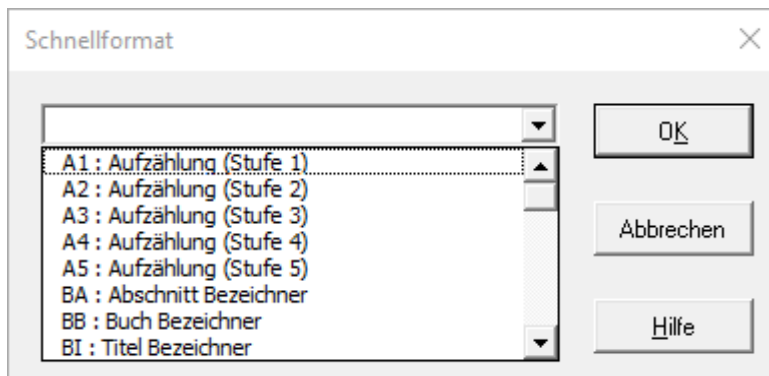 Schnellformat
OK
A1 : Aufzählung (Stufe 1)
A2 : Aufzählung (Stufe 2)
A3 : Aufzählung (Stufe 3)
A4 : Aufzählung (Stufe 4)
A5 : Aufzählung (Stufe 5)
BA : Abschnitt Bezeichner
BB : Buch Bezeichner
BI : Titel Bezeichner
Abbrechen
Hilfe